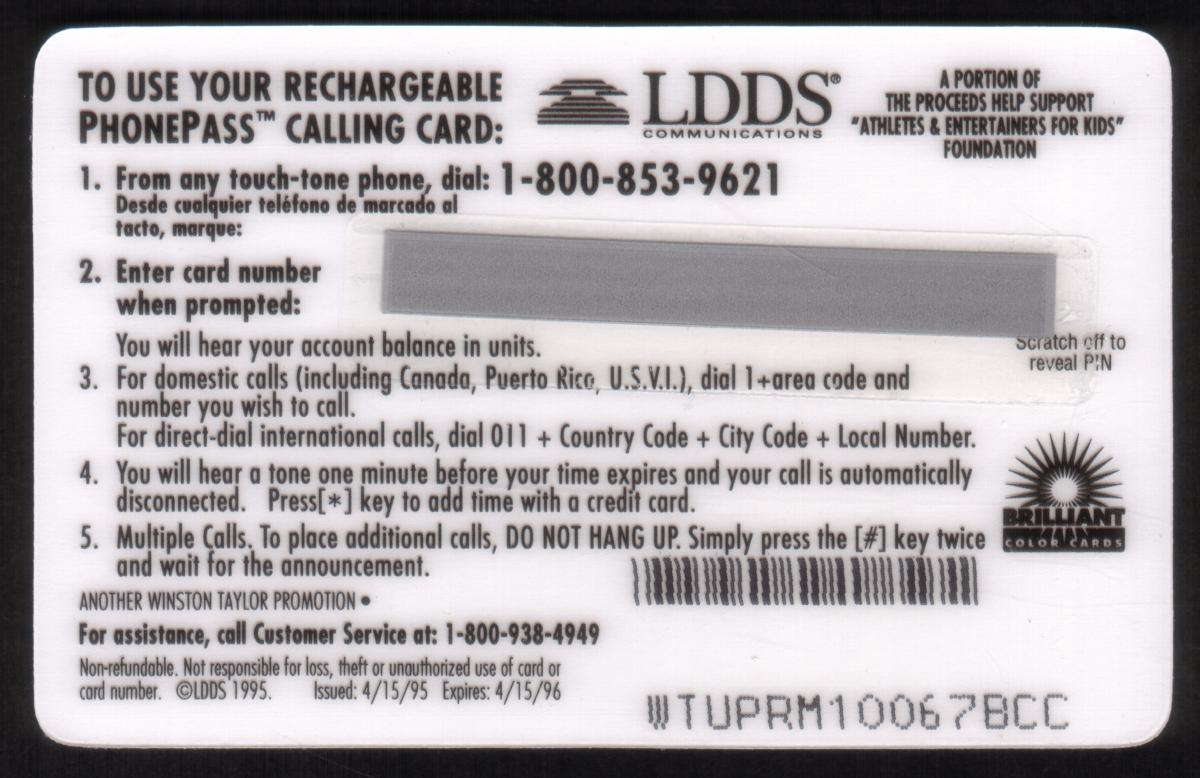 TO USE YOUR RECHARGEABLE
PHONEPASS™ CALLING CARD:
LDDS®
COMMUNICATIONS
A PORTION OF
THE PROCEEDS HELP SUPPORT
"ATHLETES & ENTERTAINERS FOR KIDS"
FOUNDATION
1. From any touch-tone phone, dial: 1-800-853-9621
Desde cualquier teléfono de marcado al
tacto, marque:
2. Enter card number
when prompted:
Scratch off to
reveal PIN
You will hear your account balance in units.
3. For domestic calls (including Canada, Puerto Rico, U.S.V.I.), dial 1+area code and
number you wish to call.
For direct-dial international calls, dial 011 + Country Code + City Code + Local Number.
4. You will hear a tone one minute before your time expires and your call is automatically
disconnected. Press[*] key to add time with a credit card.
5. Multiple Calls. To place additional calls, DO NOT HANG UP. Simply press the [#] key twice
and wait for the announcement.
BRILLIANT
COLOR CARDS
ANOTHER WINSTON TAYLOR PROMOTION •
For assistance, call Customer Service at: 1-800-938-4949
Non-refundable. Not responsible for loss, theft or unauthorized use of card or
card number. ©LDDS 1995. Issued: 4/15/95 Expires: 4/15/96
WTUPRM10067BCC